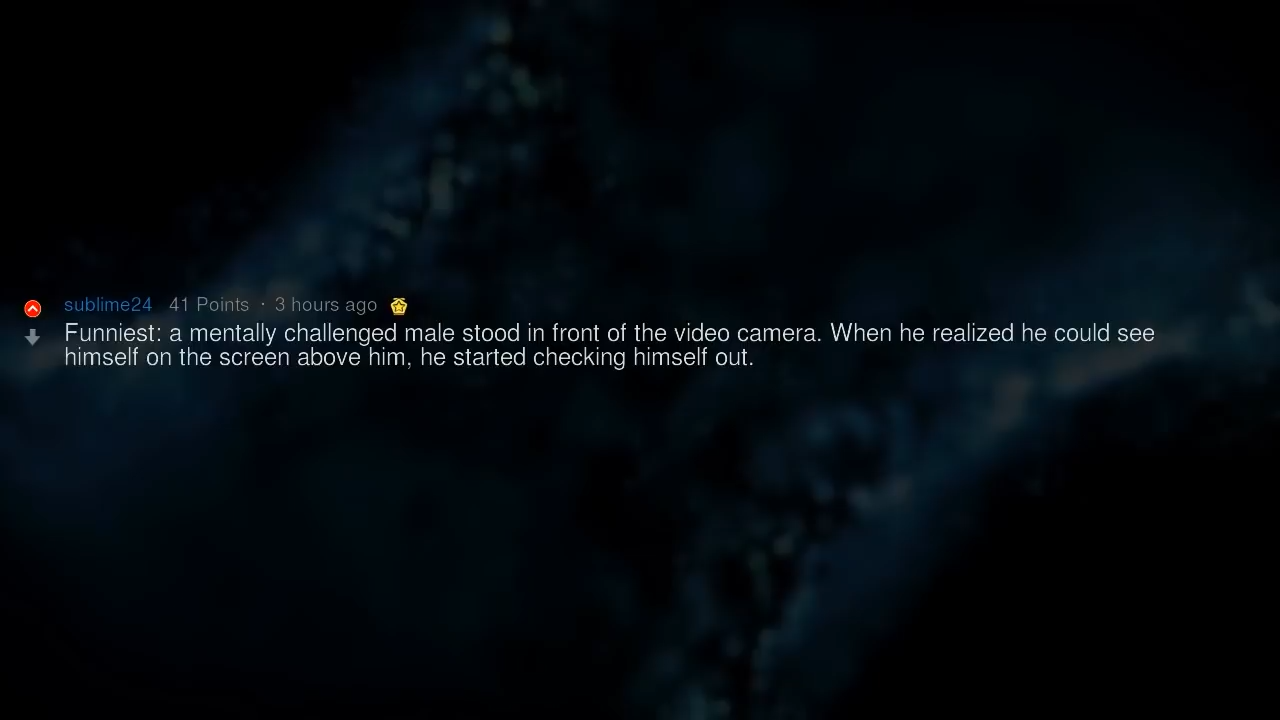 sublime24 41 Points · 3 hours ago
Funniest: a mentally challenged male stood in front of the video camera. When he realized he could see
himself on the screen above him, he started checking himself out.